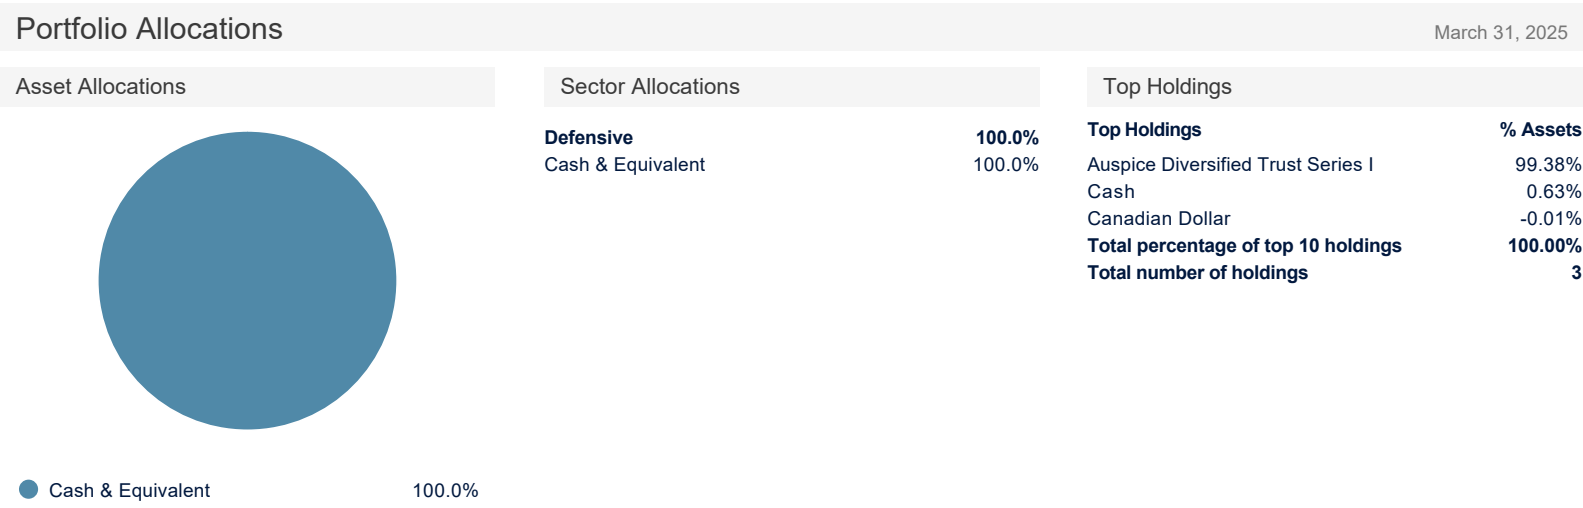 Portfolio Allocations March 31, 2025
Asset Allocations
Cash & Equivalent 100.0%
Sector Allocations
Defensive 100.0%
Cash & Equivalent 100.0%
Top Holdings
Top Holdings % Assets
Auspice Diversified Trust Series I 99.38%
Cash 0.63%
Canadian Dollar -0.01%
Total percentage of top 10 holdings 100.00%
Total number of holdings 3